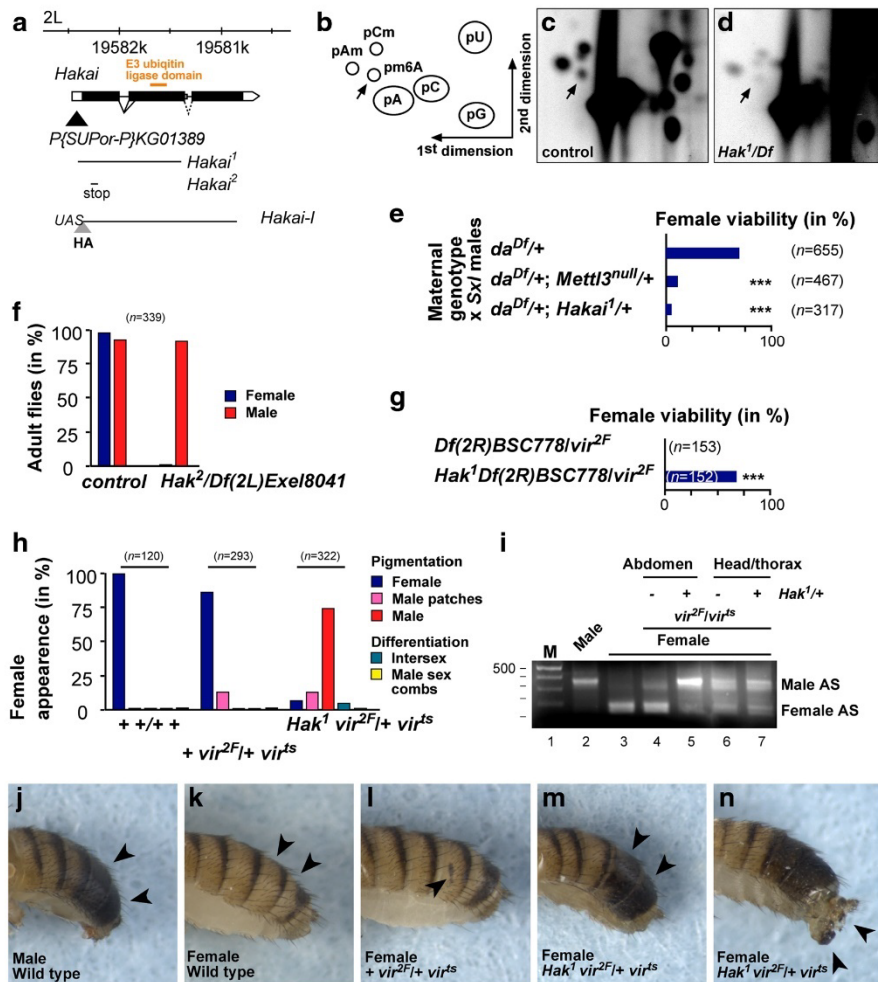 a
2L
19582k 19581k
E3 ubiqitin
ligase domain
Hakai
P{SUPor-P}KG01389
Hakai1
Hakai2
stop
UAS
Hakai-I
HA
b
pCm
pAm
pm6A
pU
pA
pC
pG
2nd dimension
1st dimension
c
control
d
Hak1/Df
e
Female viability (in %)
Maternal
genotype
x Sxl males
daDf/+ (n=655)
daDf/+; Mettl3null/+ *** (n=467)
daDf/+; Hakai1/+ *** (n=317)
0 100
f
Adult flies (in %)
100
75
50
25
0
(n=339)
Female
Male
control Hak2/Df(2L)Exel8041
g
Female viability (in %)
Df(2R)BSC778/vir2F (n=153)
Hak1Df(2R)BSC778/vir2F (n=152) ***
0 100
h
Female
appearence (in %)
100
75
50
25
0
(n=120) (n=293) (n=322)
+ +/+ +
+ vir2F/+ virts
Hak1 vir2F/+ virts
Pigmentation
Female
Male patches
Male
Differentiation
Intersex
Male sex
combs
i
Abdomen Head/thorax
- + - + Hak1/+
vir2F/virts
Male
Female
M
500
Male AS
Female AS
1 2 3 4 5 6 7
j
Male
Wild type
k
Female
Wild type
l
Female
+ vir2F/+ virts
m
Female
Hak1 vir2F/+ virts
n
Female
Hak1 vir2F/+ virts